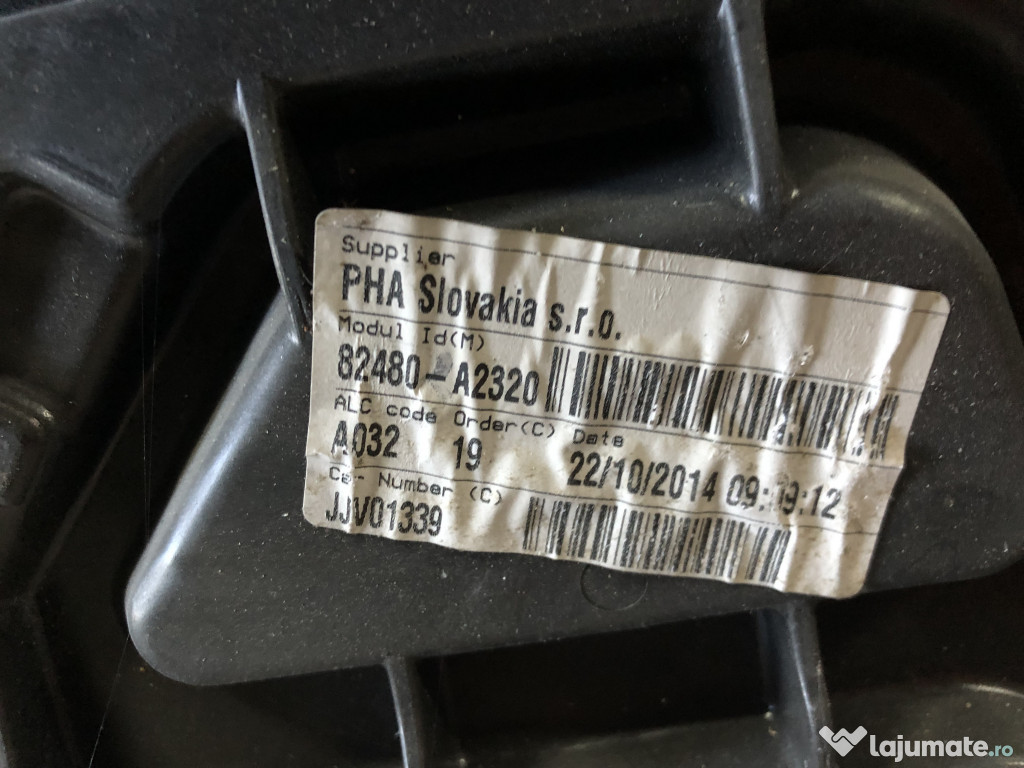 Supplier
PHA Slovakia s.r.o.
Modul Id(M)
82480-A2320
ALC code Order(C) Date
A032 19 22/10/2014
Car Number (C)
JJV01339
lajumate.ro